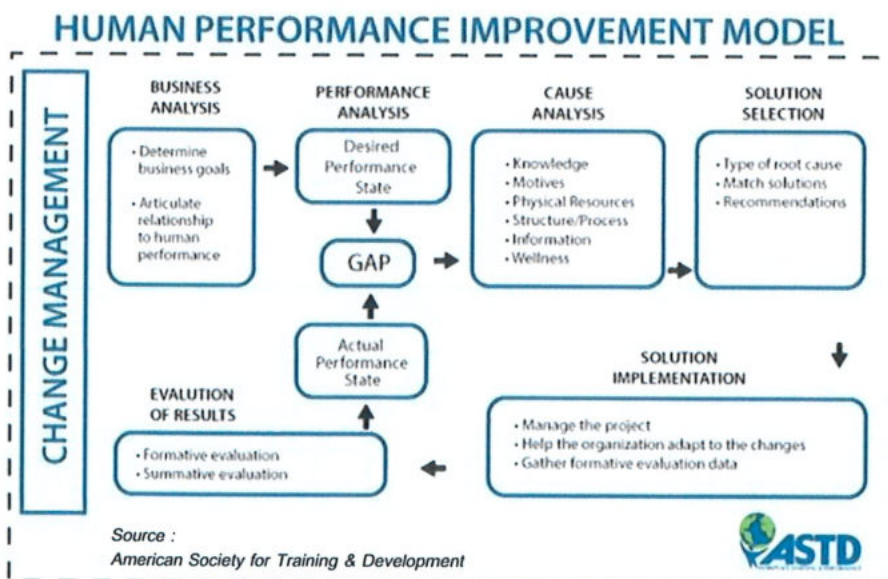 HUMAN PERFORMANCE IMPROVEMENT MODEL
CHANGE MANAGEMENT
BUSINESS
ANALYSIS
• Determine
business goals
• Articulate
relationship
to human
performance
PERFORMANCE
ANALYSIS
Desired
Performance
State
GAP
Actual
Performance
State
CAUSE
ANALYSIS
• Knowledge
• Motives
• Physical Resources
• Structure/Process
• Information
• Wellness
SOLUTION
SELECTION
• Type of root cause
• Match solutions
• Recommendations
SOLUTION
IMPLEMENTATION
• Manage the project
• Help the organization adapt to the changes
• Gather formative evaluation data
EVALUTION
OF RESULTS
• Formative evaluation
• Summative evaluation
Source :
American Society for Training & Development
ASTD